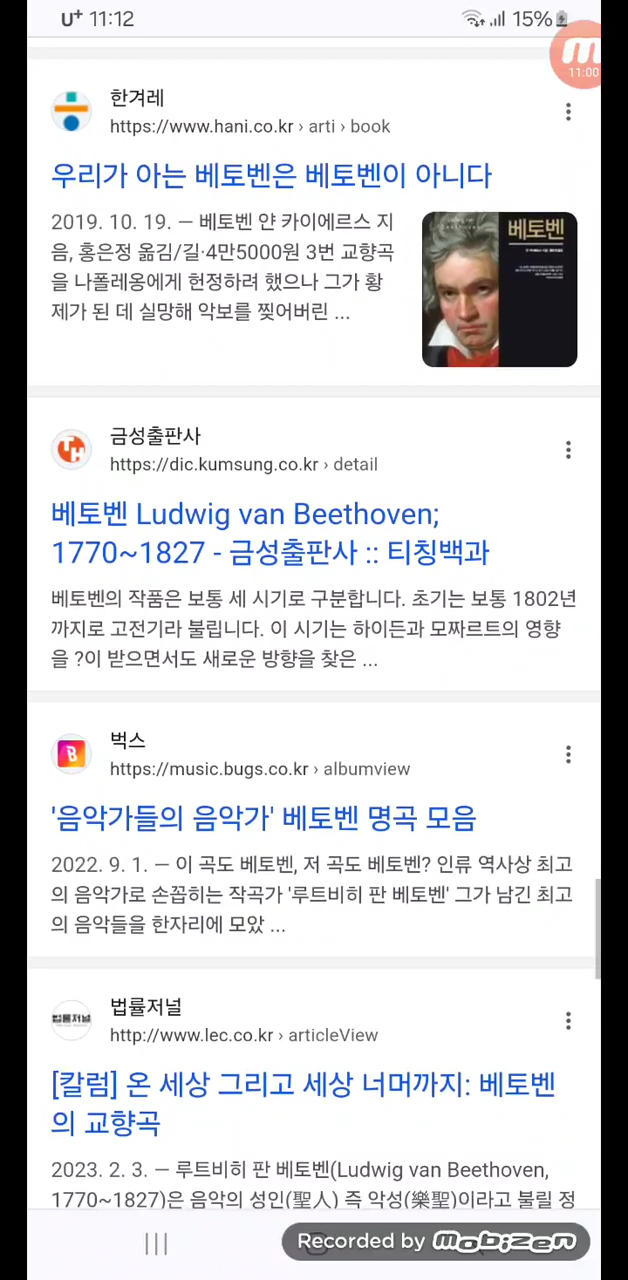 U+ 11:12
15%
11:00
한겨레
https://www.hani.co.kr › arti › book
우리가 아는 베토벤은 베토벤이 아니다
2019. 10. 19. — 베토벤 얀 카이에르스 지
음, 홍은정 옮김/길·4만5000원 3번 교향곡
을 나폴레옹에게 헌정하려 했으나 그가 황
제가 된 데 실망해 악보를 찢어버린 ...
베토벤
금성출판사
https://dic.kumsung.co.kr › detail
베토벤 Ludwig van Beethoven;
1770~1827 - 금성출판사 :: 티칭백과
베토벤의 작품은 보통 세 시기로 구분합니다. 초기는 보통 1802년
까지로 고전기라 불립니다. 이 시기는 하이든과 모짜르트의 영향
을 ?이 받으면서도 새로운 방향을 찾은 ...
벅스
https://music.bugs.co.kr › albumview
'음악가들의 음악가' 베토벤 명곡 모음
2022. 9. 1. — 이 곡도 베토벤, 저 곡도 베토벤? 인류 역사상 최고
의 음악가로 손꼽히는 작곡가 '루트비히 판 베토벤' 그가 남긴 최고
의 음악들을 한자리에 모았 ...
법률저널
법률저널
http://www.lec.co.kr › articleView
[칼럼] 온 세상 그리고 세상 너머까지: 베토벤
의 교향곡
2023. 2. 3. — 루트비히 판 베토벤(Ludwig van Beethoven,
1770~1827)은 음악의 성인(聖人) 즉 악성(樂聖)이라고 불릴 정
Recorded by mobizen